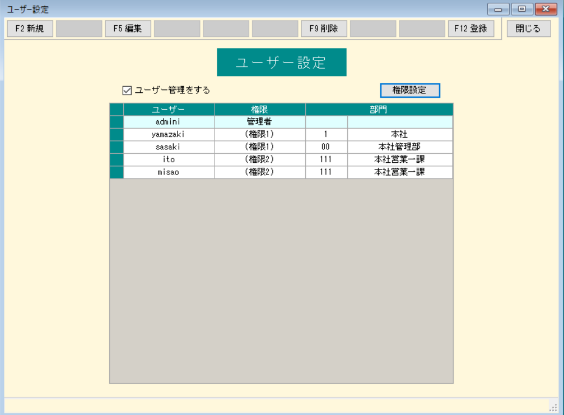 ユーザー設定
F2 新規 F5 編集 F9 削除 F12 登録 閉じる
ユーザー設定
ユーザー管理をする 権限設定
ユーザー 権限 部門
admini 管理者
yamazaki (権限1) 1 本社
sasaki (権限1) 00 本社管理部
ito (権限2) 111 本社営業一課
misao (権限2) 111 本社営業一課